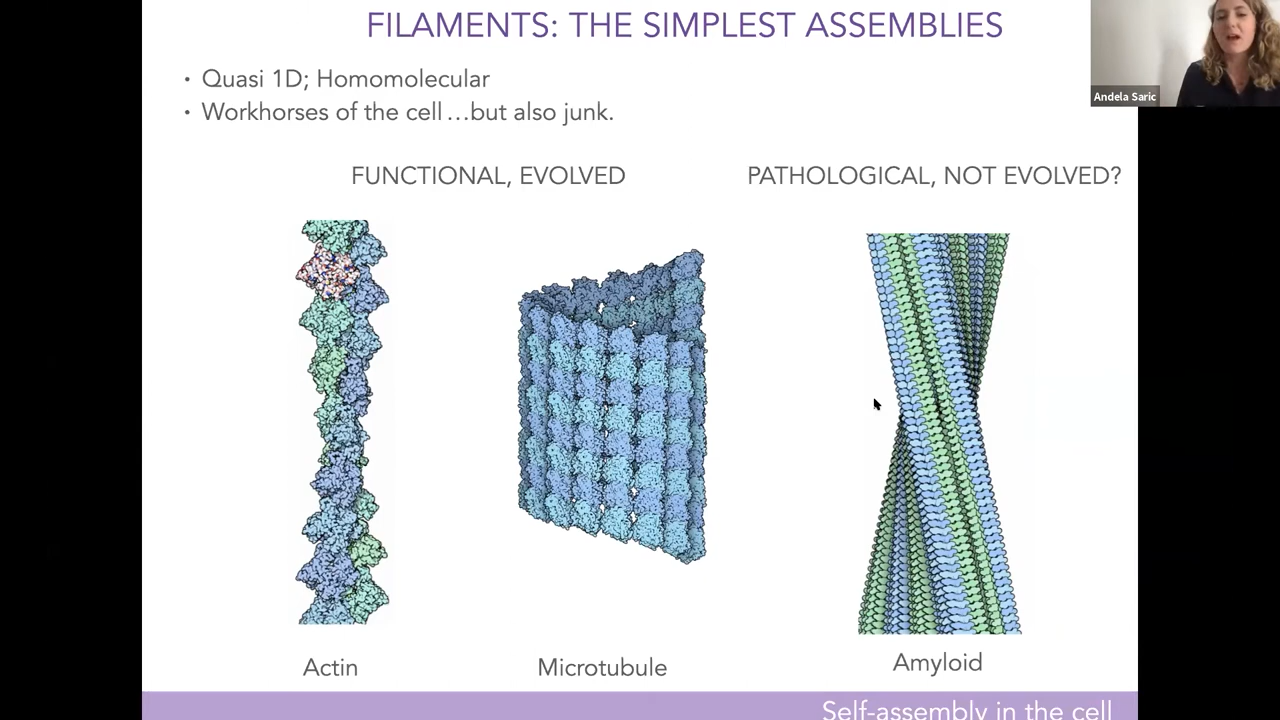 FILAMENTS: THE SIMPLEST ASSEMBLIES
Andela Saric
• Quasi 1D; Homomolecular
• Workhorses of the cell ...but also junk.
FUNCTIONAL, EVOLVED
PATHOLOGICAL, NOT EVOLVED?
Actin
Microtubule
Amyloid
Self-assembly in the cell